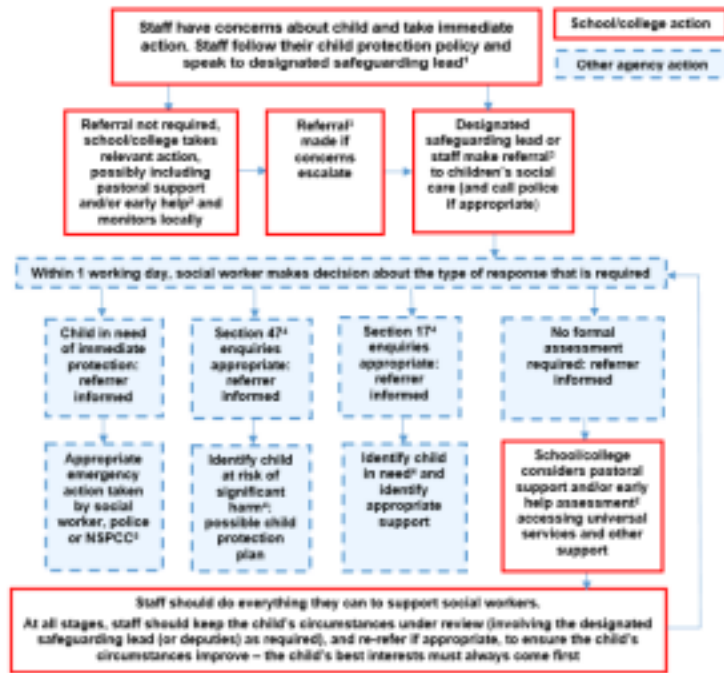 Staff have concerns about child and take immediate
action. Staff follow their child protection policy and
speak to designated safeguarding lead¹
School/college action
Other agency action
Referral not required,
school/college takes
relevant action,
possibly including
pastoral support
and/or early help² and
monitors locally
Referral³
made if
concerns
escalate
Designated
safeguarding lead or
staff make referral³
to children's social
care (and call police
if appropriate)
Within 1 working day, social worker makes decision about the type of response that is required
Child in need
of immediate
protection:
referrer
informed
Section 47⁴
enquiries
appropriate:
referrer
informed
Section 17⁴
enquiries
appropriate:
referrer
informed
No formal
assessment
required: referrer
informed
Appropriate
emergency
action taken
by social
worker, police
or NSPCC⁵
Identify child
at risk of
significant
harm⁴:
possible child
protection
plan
Identify child
in need⁴ and
identify
appropriate
support
School/college
considers pastoral
support and/or early
help assessment²
accessing universal
services and other
support
Staff should do everything they can to support social workers.
At all stages, staff should keep the child's circumstances under review (involving the designated
safeguarding lead (or deputies) as required), and re-refer if appropriate, to ensure the child's
circumstances improve – the child's best interests must always come first